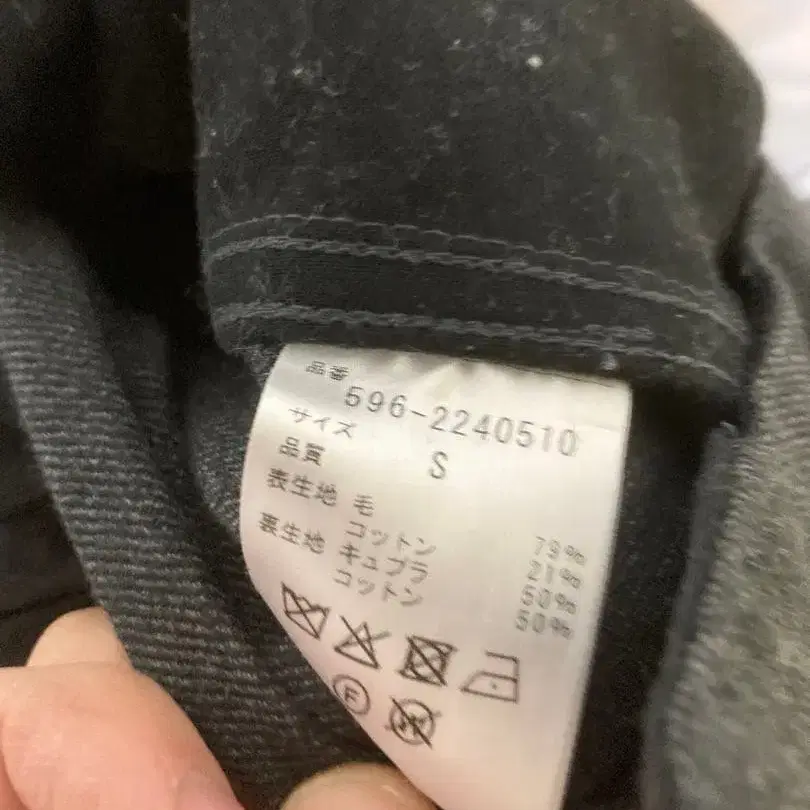 品番
596-2240510
サイズ
S
品質
表生地 毛 79%
コットン 21%
表生地 キュプラ 50%
コットン 50%
F
W